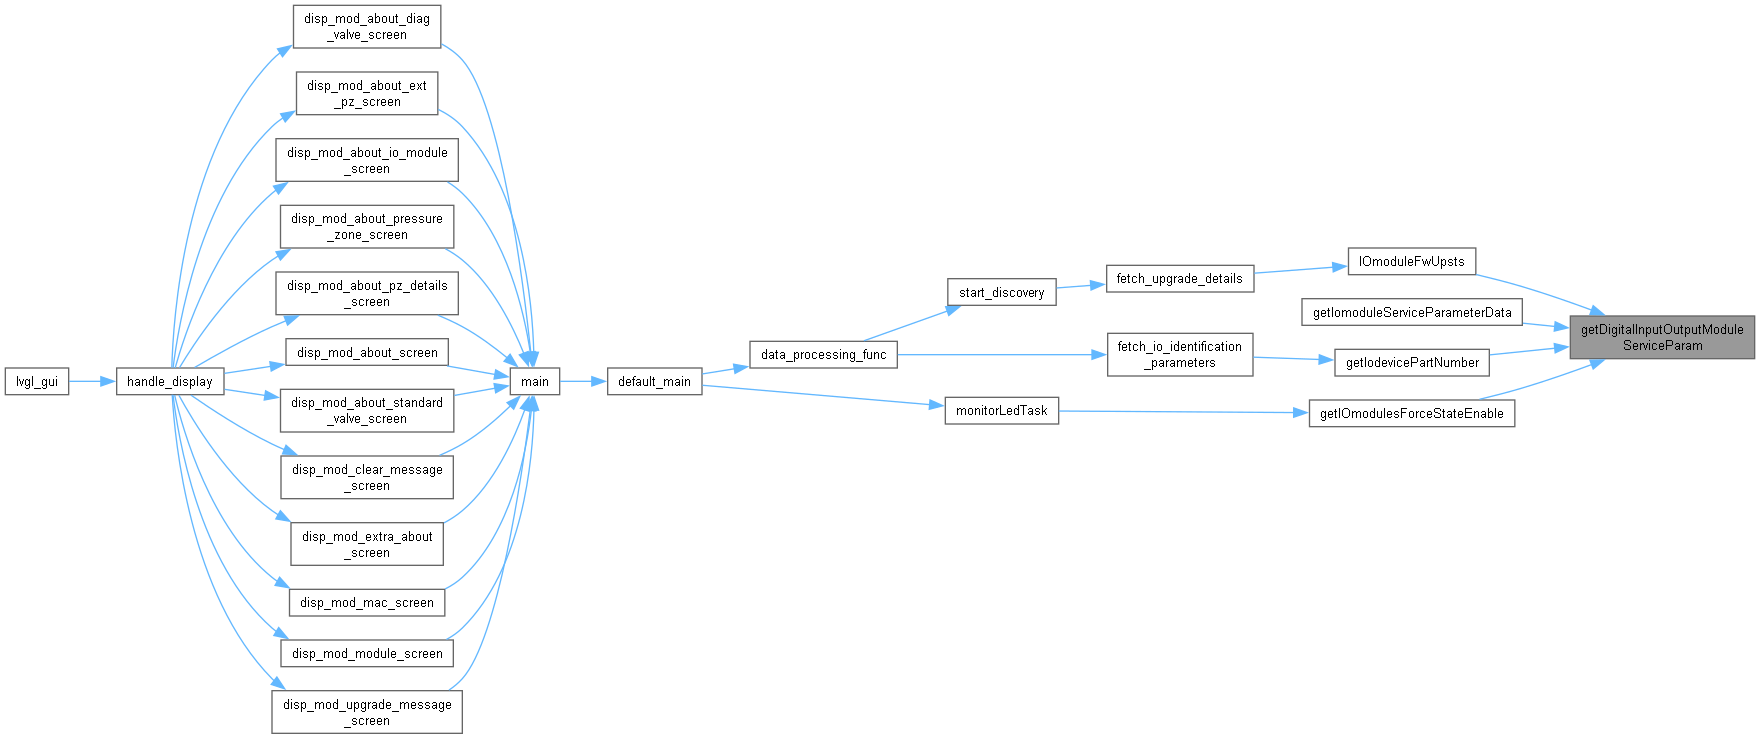 disp_mod_about_diag
_valve_screen
disp_mod_about_ext
_pz_screen
disp_mod_about_io_module
_screen
disp_mod_about_pressure
_zone_screen
disp_mod_about_pz_details
_screen
disp_mod_about_screen
disp_mod_about_standard
_valve_screen
disp_mod_clear_message
_screen
disp_mod_extra_about
_screen
disp_mod_mac_screen
disp_mod_module_screen
disp_mod_upgrade_message
_screen
lvgl_gui
handle_display
main
default_main
data_processing_func
monitorLedTask
start_discovery
fetch_upgrade_details
fetch_io_identification
_parameters
IOmoduleFwUpsts
getIomoduleServiceParameterData
getIodevicePartNumber
getIOmodulesForceStateEnable
getDigitalInputOutputModule
ServiceParam